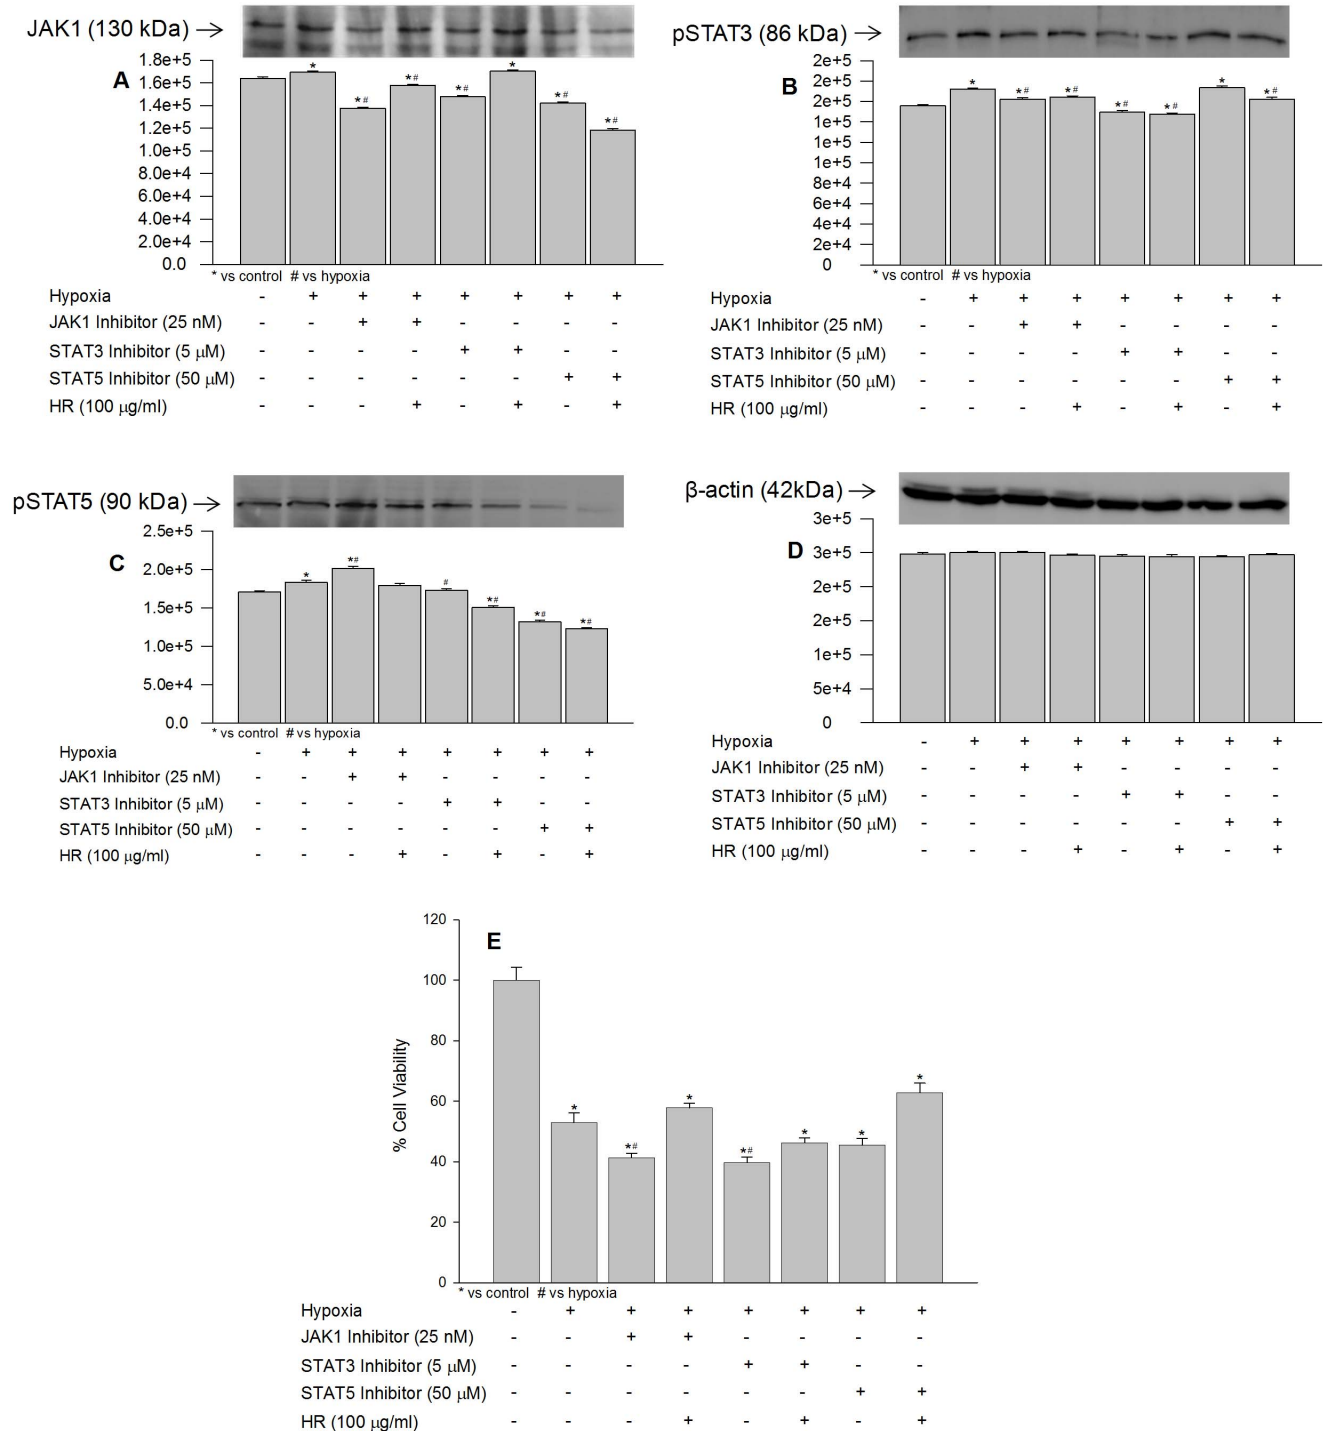 JAK1 (130 kDa)
A
1.8e+5
1.6e+5
1.4e+5
1.2e+5
1.0e+5
8.0e+4
6.0e+4
4.0e+4
2.0e+4
0.0
* * # * # * # * * # * #
* vs control # vs hypoxia
Hypoxia - + + + + + + +
JAK1 Inhibitor (25 nM) - - + + - - - -
STAT3 Inhibitor (5 μM) - - - - + + - -
STAT5 Inhibitor (50 μM) - - - - - - + +
HR (100 μg/ml) - - - + - + - +
pSTAT3 (86 kDa)
B
2e+5
2e+5
2e+5
1e+5
1e+5
1e+5
8e+4
6e+4
4e+4
2e+4
0
* * # * # * # * # * * #
* vs control # vs hypoxia
Hypoxia - + + + + + + +
JAK1 Inhibitor (25 nM) - - + + - - - -
STAT3 Inhibitor (5 μM) - - - - + + - -
STAT5 Inhibitor (50 μM) - - - - - - + +
HR (100 μg/ml) - - - + - + - +
pSTAT5 (90 kDa)
C
2.5e+5
2.0e+5
1.5e+5
1.0e+5
5.0e+4
0.0
* * # # * # * # * #
* vs control # vs hypoxia
Hypoxia - + + + + + + +
JAK1 Inhibitor (25 nM) - - + + - - - -
STAT3 Inhibitor (5 μM) - - - - + + - -
STAT5 Inhibitor (50 μM) - - - - - - + +
HR (100 μg/ml) - - - + - + - +
β-actin (42kDa)
D
3e+5
3e+5
2e+5
2e+5
1e+5
5e+4
0
Hypoxia - + + + + + + +
JAK1 Inhibitor (25 nM) - - + + - - - -
STAT3 Inhibitor (5 μM) - - - - + + - -
STAT5 Inhibitor (50 μM) - - - - - - + +
HR (100 μg/ml) - - - + - + - +
E
% Cell Viability
120
100
80
60
40
20
0
* * # * * # * * *
* vs control # vs hypoxia
Hypoxia - + + + + + + +
JAK1 Inhibitor (25 nM) - - + + - - - -
STAT3 Inhibitor (5 μM) - - - - + + - -
STAT5 Inhibitor (50 μM) - - - - - - + +
HR (100 μg/ml) - - - + - + - +